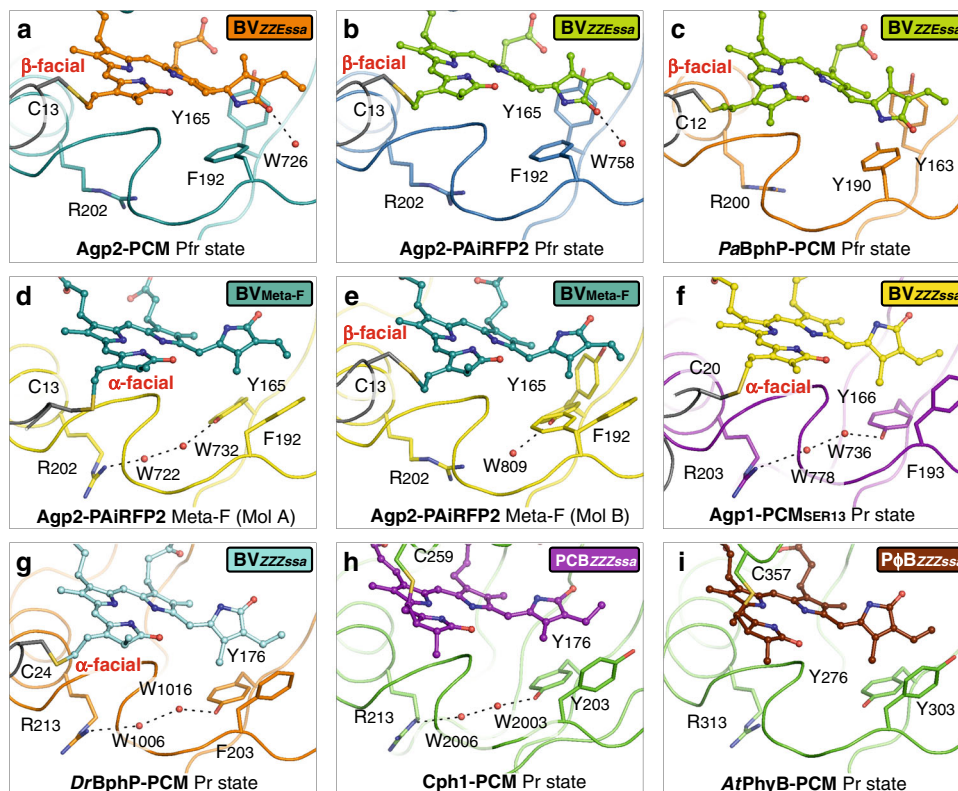 a
BVZZEssa
β-facial
C13
Y165
W726
F192
R202
Agp2-PCM Pfr state
b
BVZZEssa
β-facial
C13
Y165
W758
F192
R202
Agp2-PAiRFP2 Pfr state
c
BVZZEssa
β-facial
C12
Y163
Y190
R200
PaBphP-PCM Pfr state
d
BVMeta-F
C13
α-facial
Y165
W732
F192
R202
W722
Agp2-PAiRFP2 Meta-F (Mol A)
e
BVMeta-F
β-facial
C13
Y165
F192
R202
W809
Agp2-PAiRFP2 Meta-F (Mol B)
f
BVZZZssa
C20
α-facial
Y166
W736
R203
W778
F193
Agp1-PCMSER13 Pr state
g
BVZZZssa
C24
α-facial
Y176
W1016
R213
W1006
F203
DrBphP-PCM Pr state
h
C259
PCBZZZssa
Y176
R213
Y203
W2003
W2006
Cph1-PCM Pr state
i
C357
PϕBZZZssa
Y276
R313
Y303
AtPhyB-PCM Pr state